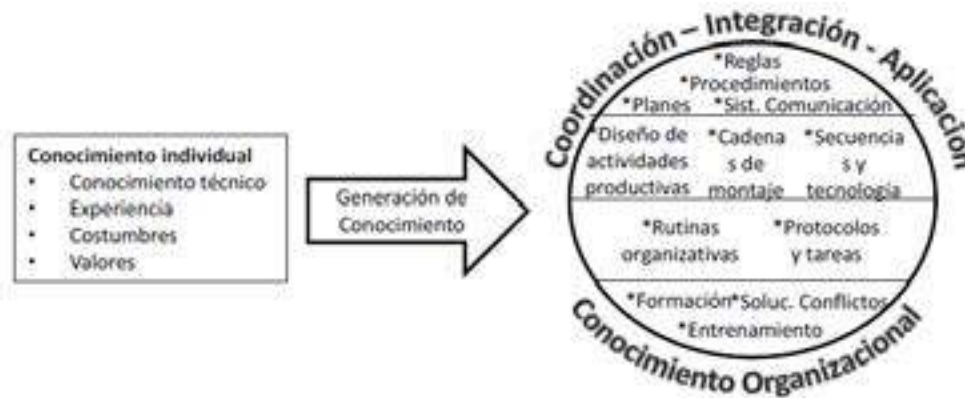 Coordinación – Integración - Aplicación
*Reglas
*Procedimientos
*Planes *Sist. Comunicación
*Diseño de actividades productivas
*Cadena s de montaje
*Secuencia s y tecnología
*Rutinas organizativas
*Protocolos y tareas
*Formación*Soluc. Conflictos
*Entrenamiento
Conocimiento Organizacional
Conocimiento individual
• Conocimiento técnico
• Experiencia
• Costumbres
• Valores
Generación de
Conocimiento